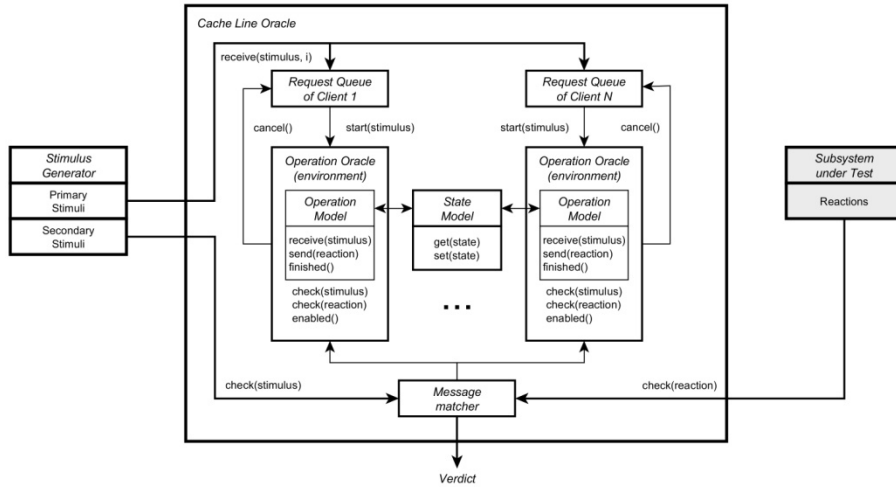 Cache Line Oracle
receive(stimulus, i)
Request Queue
of Client 1
Request Queue
of Client N
cancel()
start(stimulus)
start(stimulus)
cancel()
Stimulus
Generator
Primary
Stimuli
Secondary
Stimuli
Operation Oracle
(environment)
Operation
Model
receive(stimulus)
send(reaction)
finished()
check(stimulus)
check(reaction)
enabled()
State
Model
get(state)
set(state)
...
Operation Oracle
(environment)
Operation
Model
receive(stimulus)
send(reaction)
finished()
check(stimulus)
check(reaction)
enabled()
Subsystem
under Test
Reactions
check(stimulus)
Message
matcher
check(reaction)
Verdict